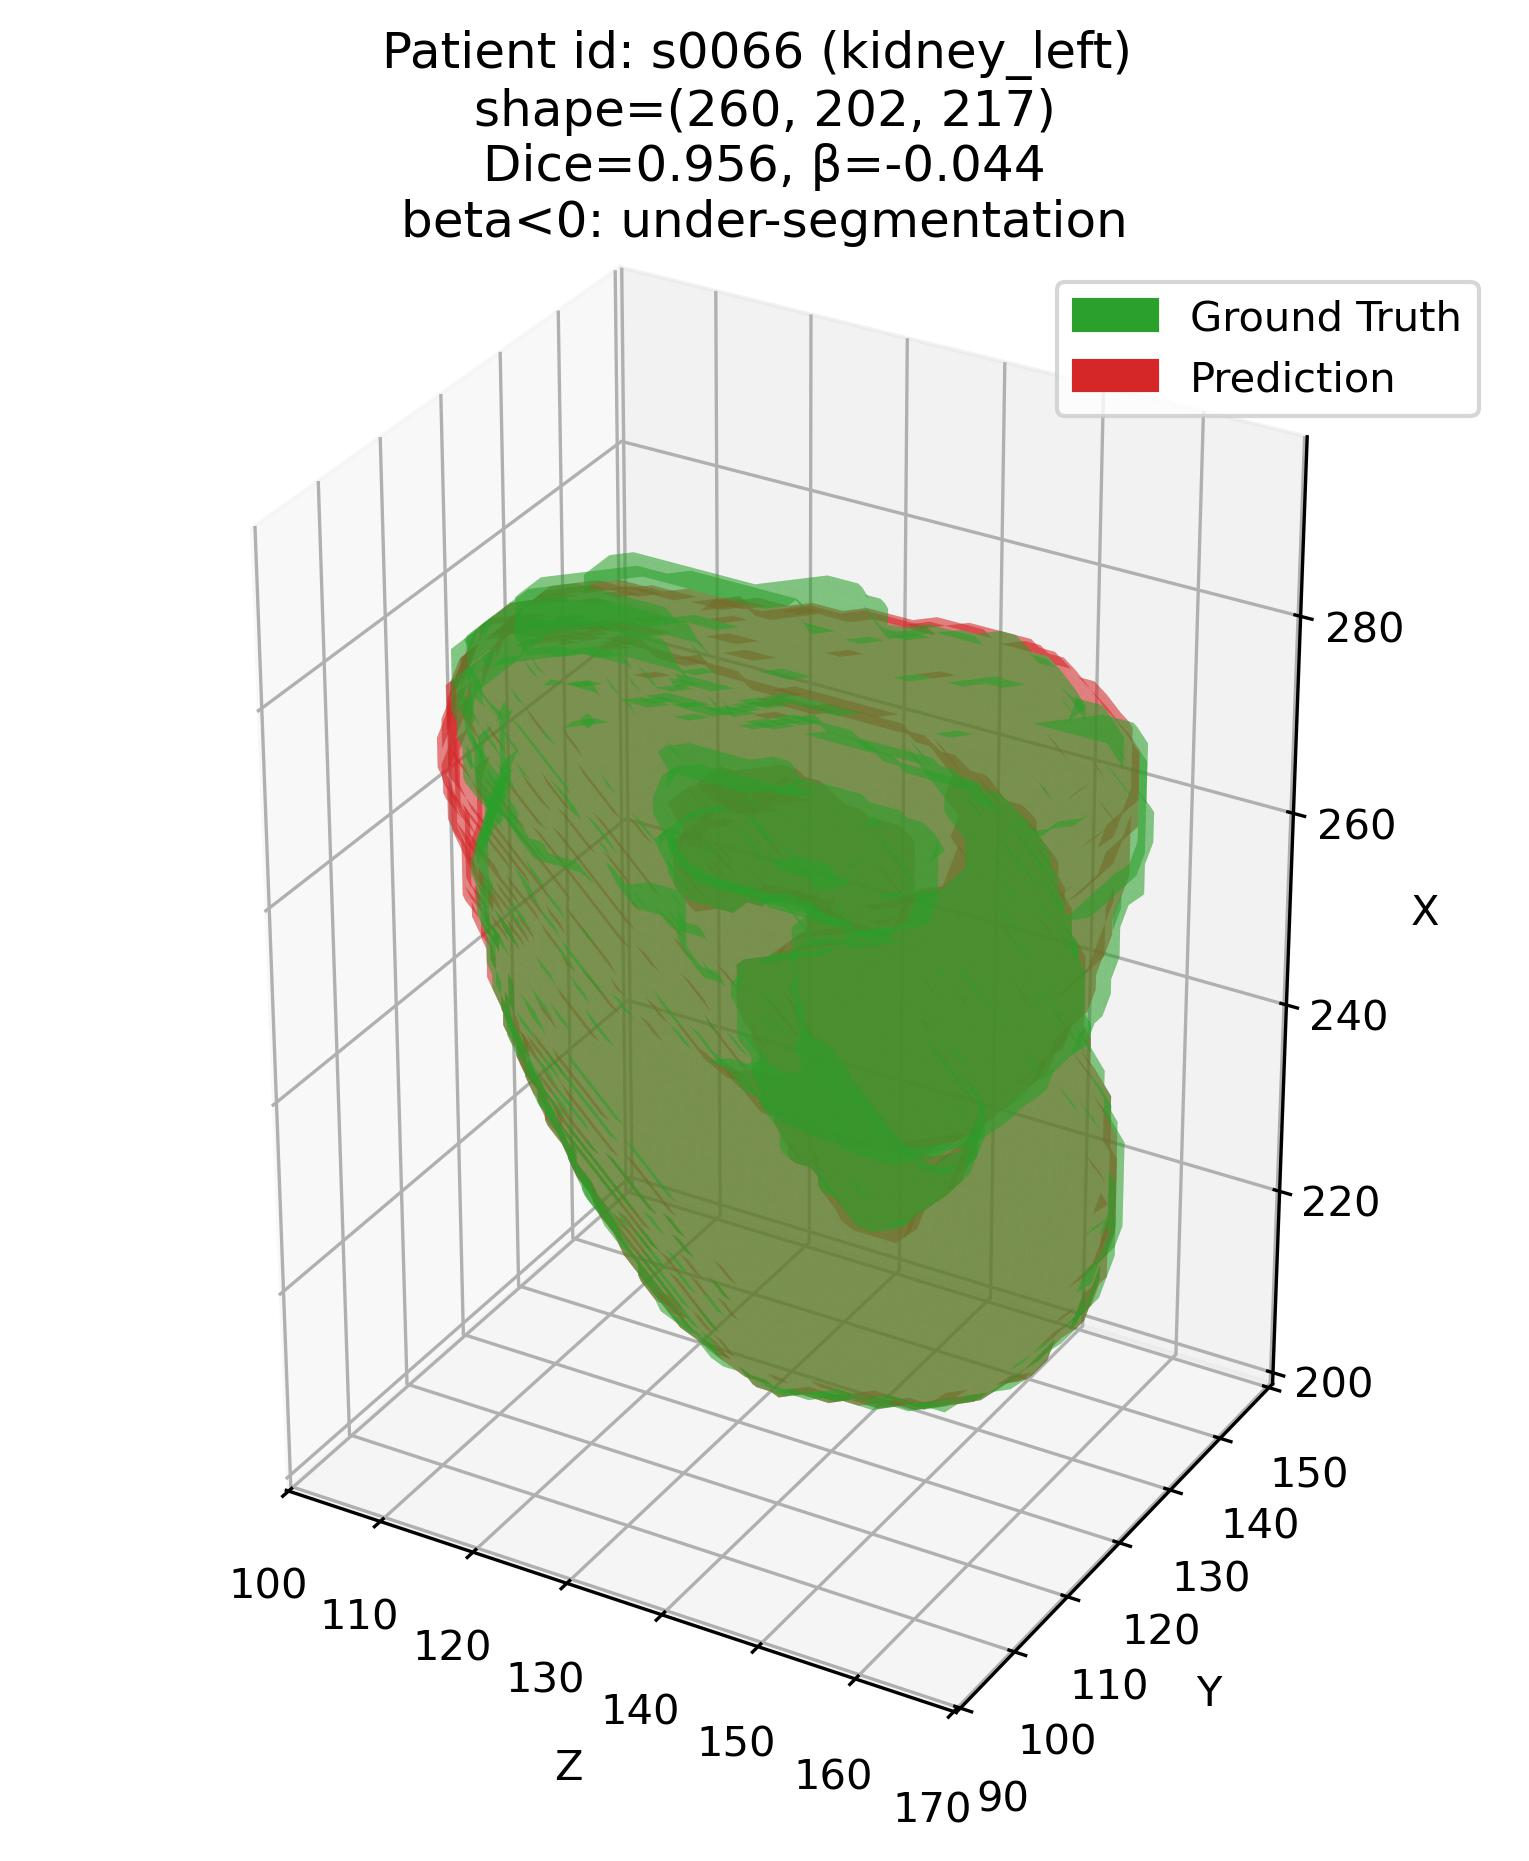 Patient id: s0066 (kidney_left)
shape=(260, 202, 217)
Dice=0.956, β=-0.044
beta<0: under-segmentation
Ground Truth
Prediction
280
260
X
240
220
200
150
140
130
120
110
Y
100
90
100
110
120
130
140
150
160
170
Z